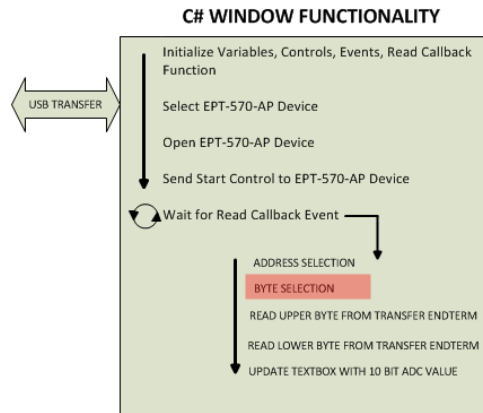 C# WINDOW FUNCTIONALITY
Initialize Variables, Controls, Events, Read Callback
Function
USB TRANSFER
Select EPT-570-AP Device
Open EPT-570-AP Device
Send Start Control to EPT-570-AP Device
Wait for Read Callback Event
ADDRESS SELECTION
BYTE SELECTION
READ UPPER BYTE FROM TRANSFER ENDTERM
READ LOWER BYTE FROM TRANSFER ENDTERM
UPDATE TEXTBOX WITH 10 BIT ADC VALUE